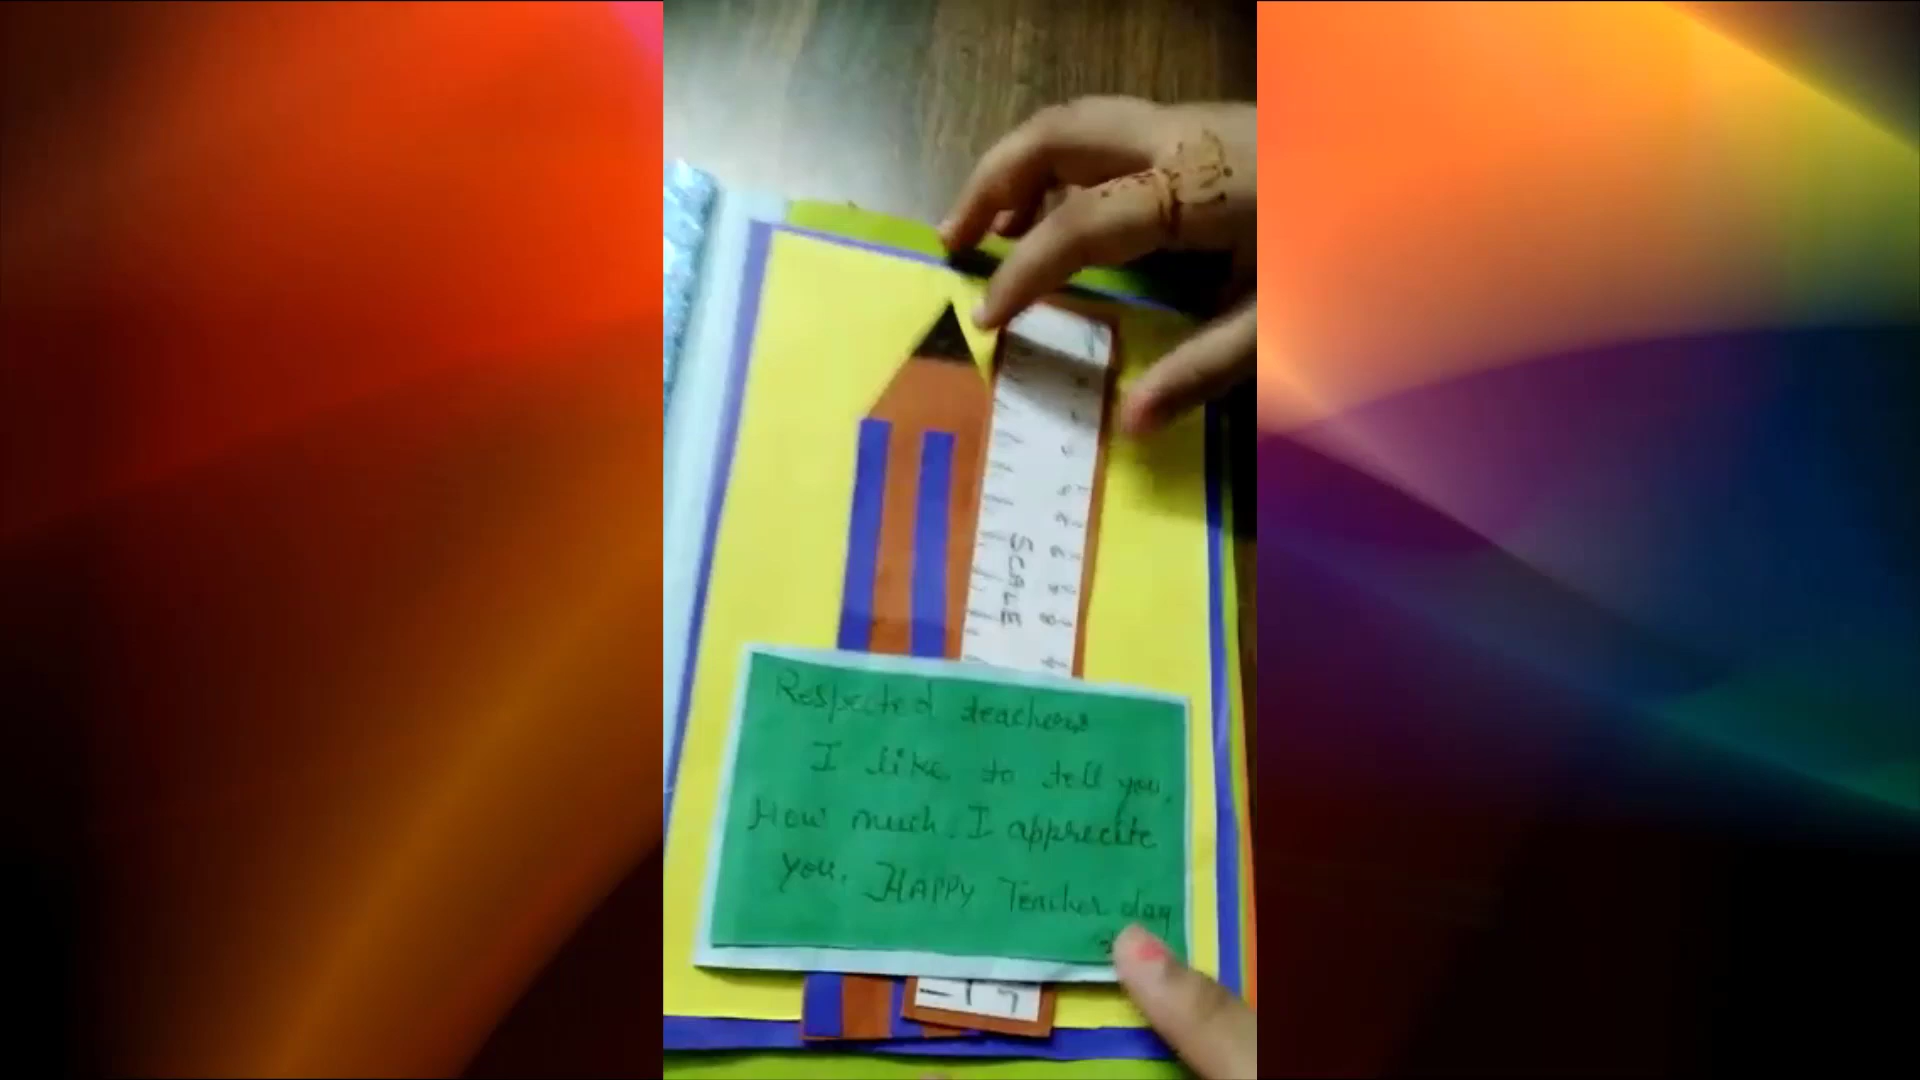 SCALE
Respected teachers
I like to tell you.
How much. I apprecite
you. HAPPY Teacher day